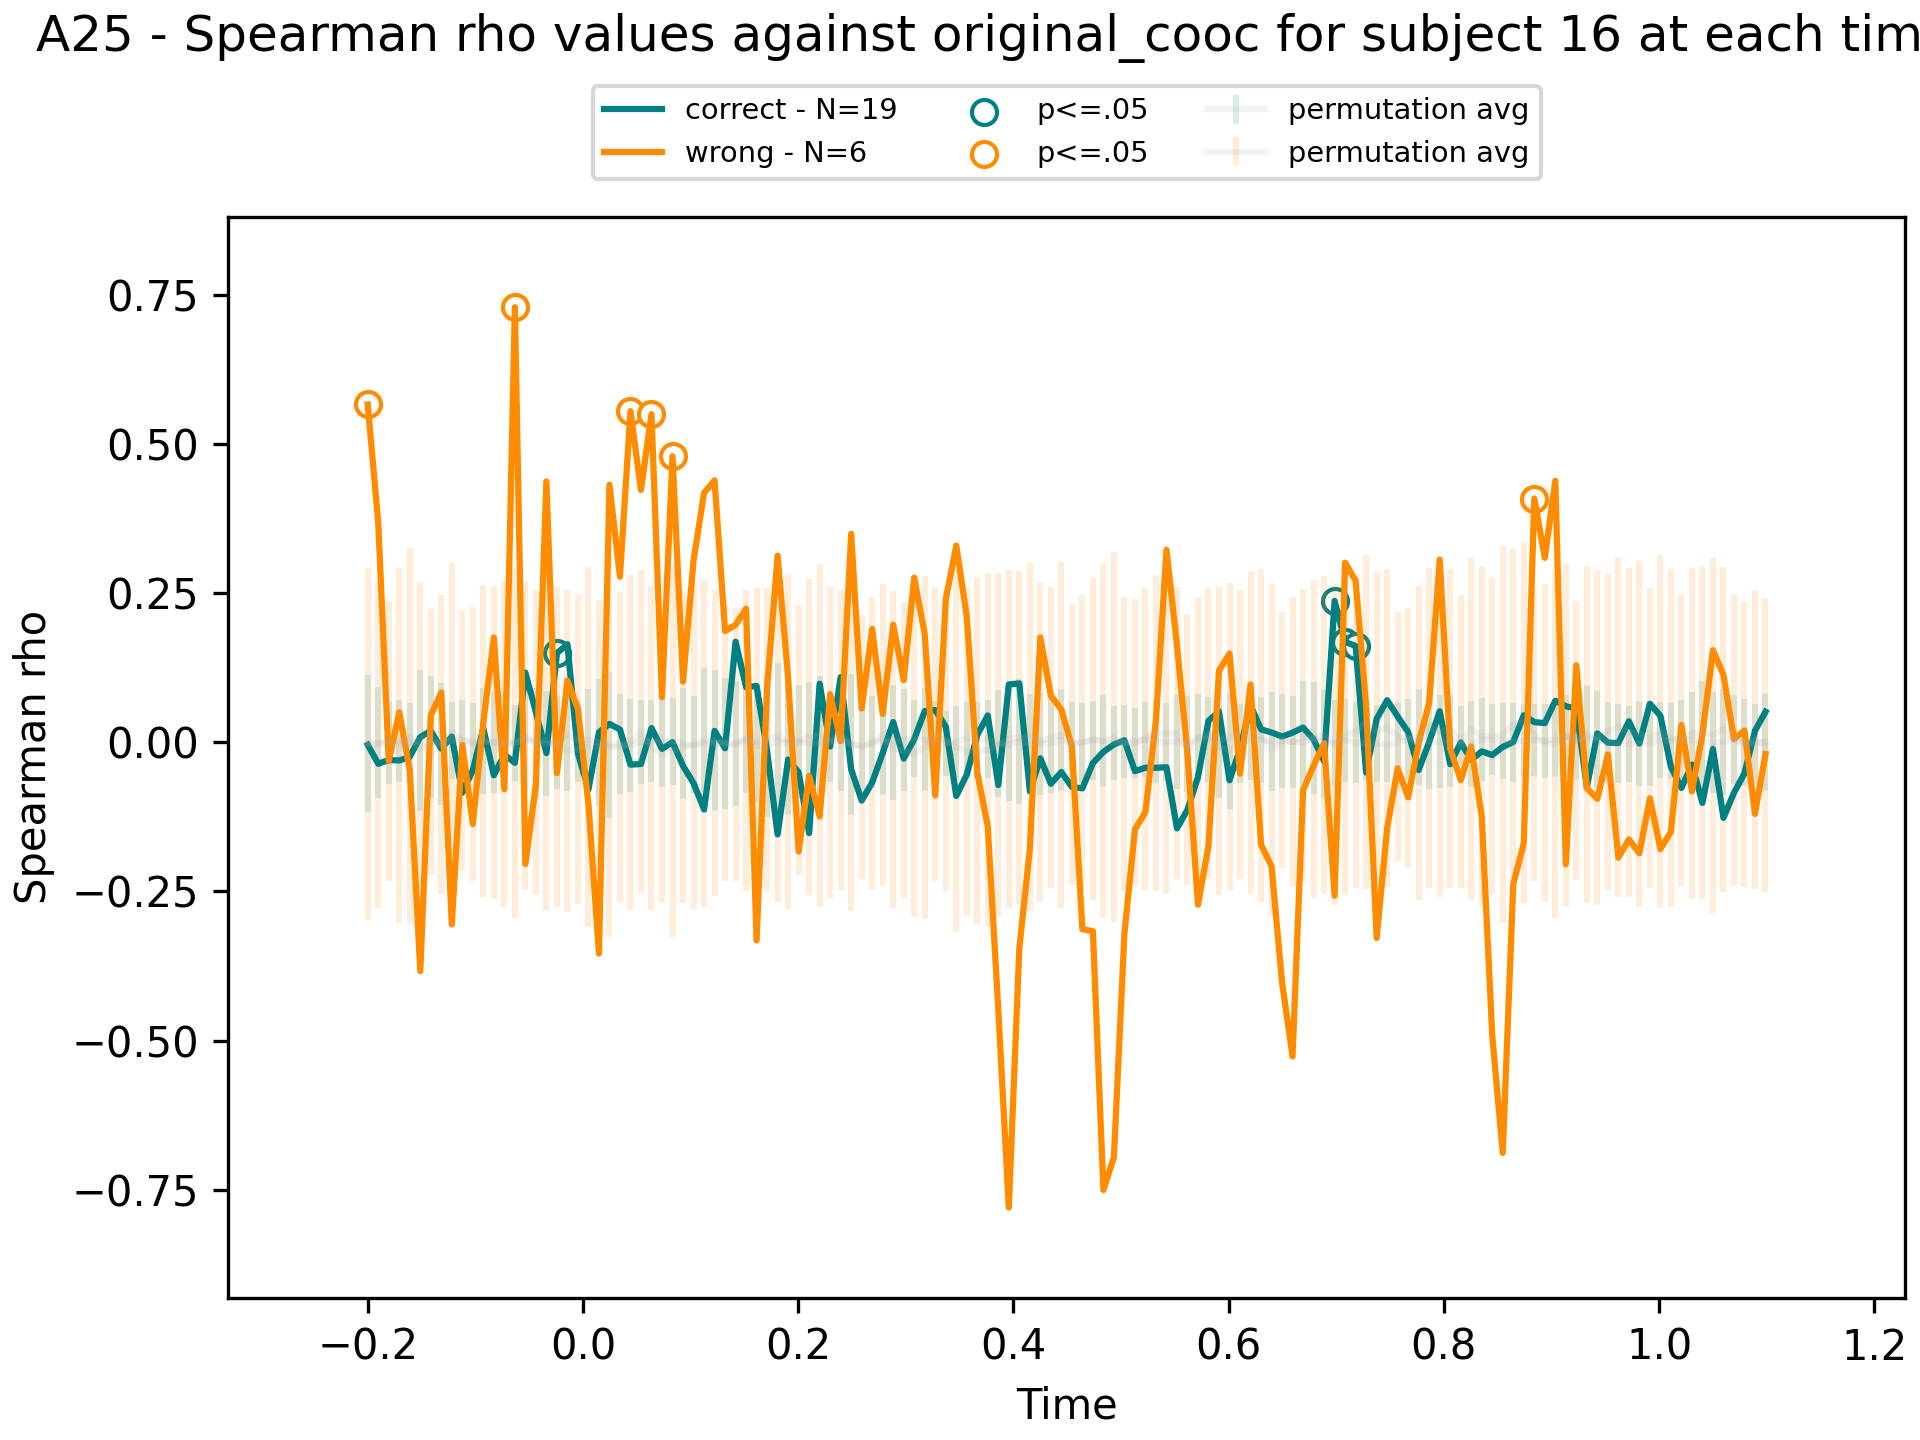 A25 - Spearman rho values against original_cooc for subject 16 at each tim
correct - N=19 p<=.05 permutation avg
wrong - N=6 p<=.05 permutation avg
0.75
0.50
0.25
0.00
−0.25
−0.50
−0.75
Spearman rho
−0.2 0.0 0.2 0.4 0.6 0.8 1.0 1.2
Time